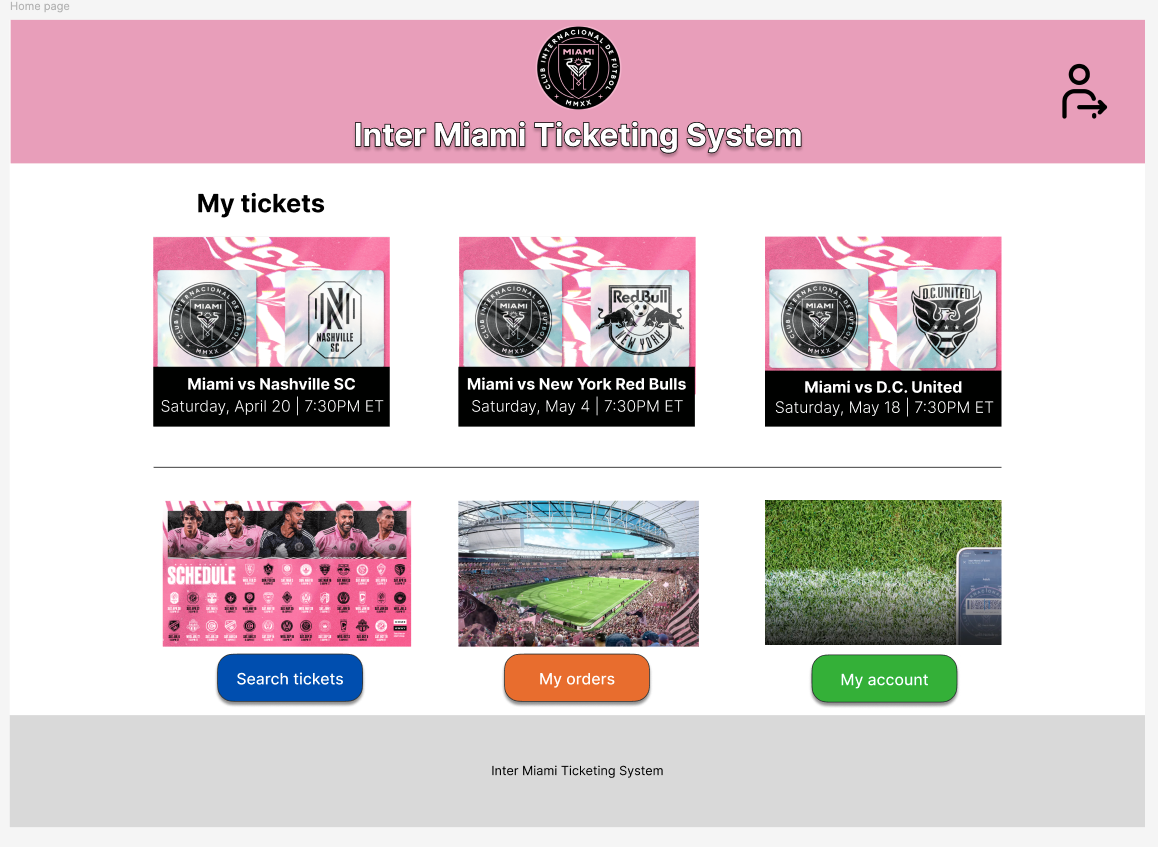 Home page
CLUB INTERNACIONAL DE FÚTBOL
MIAMI
MMXX
Inter Miami Ticketing System
My tickets
CLUB INTERNACIONAL DE FÚTBOL
MIAMI
MMXX
NASHVILLE
SC
CLUB INTERNACIONAL DE FÚTBOL
MIAMI
MMXX
Red Bull
NEW YORK
CLUB INTERNACIONAL DE FÚTBOL
MIAMI
MMXX
D.C. UNITED
Miami vs Nashville SC
Saturday, April 20 | 7:30PM ET
Miami vs New York Red Bulls
Saturday, May 4 | 7:30PM ET
Miami vs D.C. United
Saturday, May 18 | 7:30PM ET
SCHEDULE
Search tickets
My orders
My account
Inter Miami Ticketing System